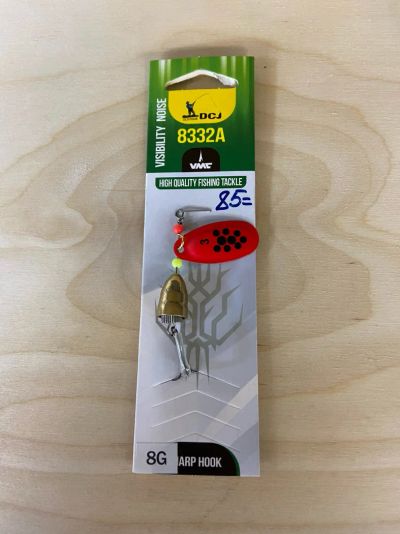 VISIBILITY NOISE
DCJ
8332A
VMC
HIGH QUALITY FISHING TACKLE
85=
3
8G
ARP HOOK